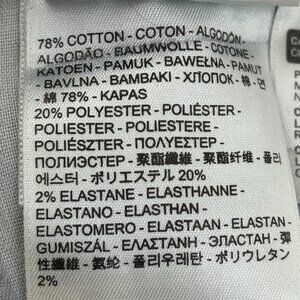 78% COTTON - COTON - ALGODÓN -
ALGODÃO - BAUMWOLLE - COTONE -
KATOEN - PAMUK - BAWEŁNA - PAMUT
- BAVLNA - BAMBAKI - ХЛОПОК - 棉 - 면
- 綿 78% - KAPAS
20% POLYESTER - POLIÉSTER -
POLIESTER - POLIESTERE -
POLIÉSZTER - ПОЛУЕΣТЕР -
ПОЛИЭСТЕР - 聚酯纖維 - 聚酯纤维 - 폴리
에스터 - ポリエステル 20%
2% ELASTANE - ELASTHANNE -
ELASTANO - ELASTHAN -
ELASTOMERO - ELASTAAN - ELASTAN -
GUMISZÁL - ΕΛΑΣΤΑΝΗ - ЭЛАСТАН - 彈
性纖維 - 氨纶 - 폴리우레탄 - ポリウレタン
2%